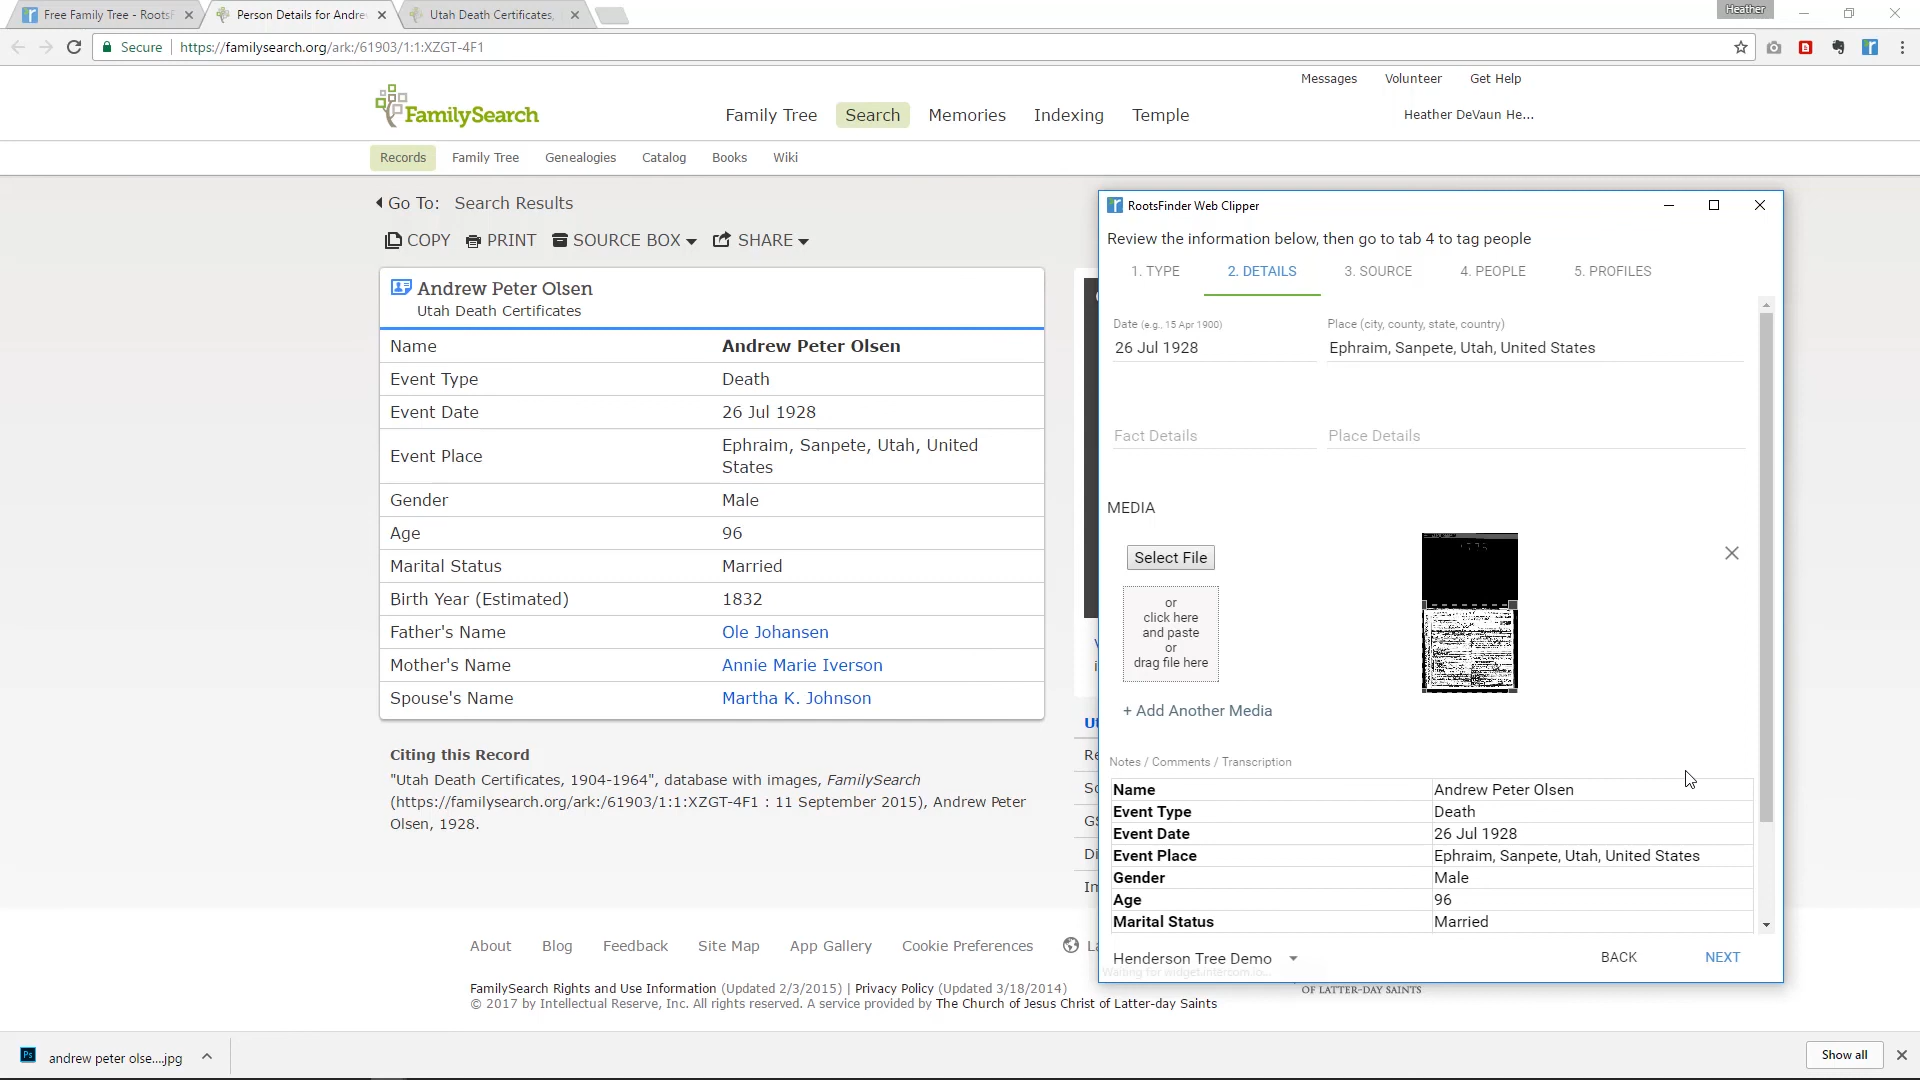 Free Family Tree - RootsF
Person Details for Andre
Utah Death Certificates,
Heather
Secure
https://familysearch.org/ark:/61903/1:1:XZGT-4F1
Messages
Volunteer
Get Help
FamilySearch
Family Tree
Search
Memories
Indexing
Temple
Heather DeVaun He...
Records
Family Tree
Genealogies
Catalog
Books
Wiki
Go To: Search Results
COPY
PRINT
SOURCE BOX
SHARE
Andrew Peter Olsen
Utah Death Certificates
Name Andrew Peter Olsen
Event Type Death
Event Date 26 Jul 1928
Event Place Ephraim, Sanpete, Utah, United
States
Gender Male
Age 96
Marital Status Married
Birth Year (Estimated) 1832
Father's Name Ole Johansen
Mother's Name Annie Marie Iverson
Spouse's Name Martha K. Johnson
Citing this Record
"Utah Death Certificates, 1904-1964", database with images, FamilySearch
(https://familysearch.org/ark:/61903/1:1:XZGT-4F1 : 11 September 2015), Andrew Peter
Olsen, 1928.
RootsFinder Web Clipper
Review the information below, then go to tab 4 to tag people
1. TYPE
2. DETAILS
3. SOURCE
4. PEOPLE
5. PROFILES
Date (e.g., 15 Apr 1900)
Place (city, county, state, country)
26 Jul 1928
Ephraim, Sanpete, Utah, United States
Fact Details
Place Details
MEDIA
Select File
or
click here
and paste
or
drag file here
+ Add Another Media
Notes / Comments / Transcription
Name Andrew Peter Olsen
Event Type Death
Event Date 26 Jul 1928
Event Place Ephraim, Sanpete, Utah, United States
Gender Male
Age 96
Marital Status Married
Henderson Tree Demo
BACK
NEXT
Waiting for widget.intercom.io...
Ut
Re
So
GS
Di
Im
About
Blog
Feedback
Site Map
App Gallery
Cookie Preferences
La
FamilySearch Rights and Use Information (Updated 2/3/2015) | Privacy Policy (Updated 3/18/2014)
© 2017 by Intellectual Reserve, Inc. All rights reserved. A service provided by The Church of Jesus Christ of Latter-day Saints
OF LATTER-DAY SAINTS
Ps
andrew peter olse....jpg
Show all